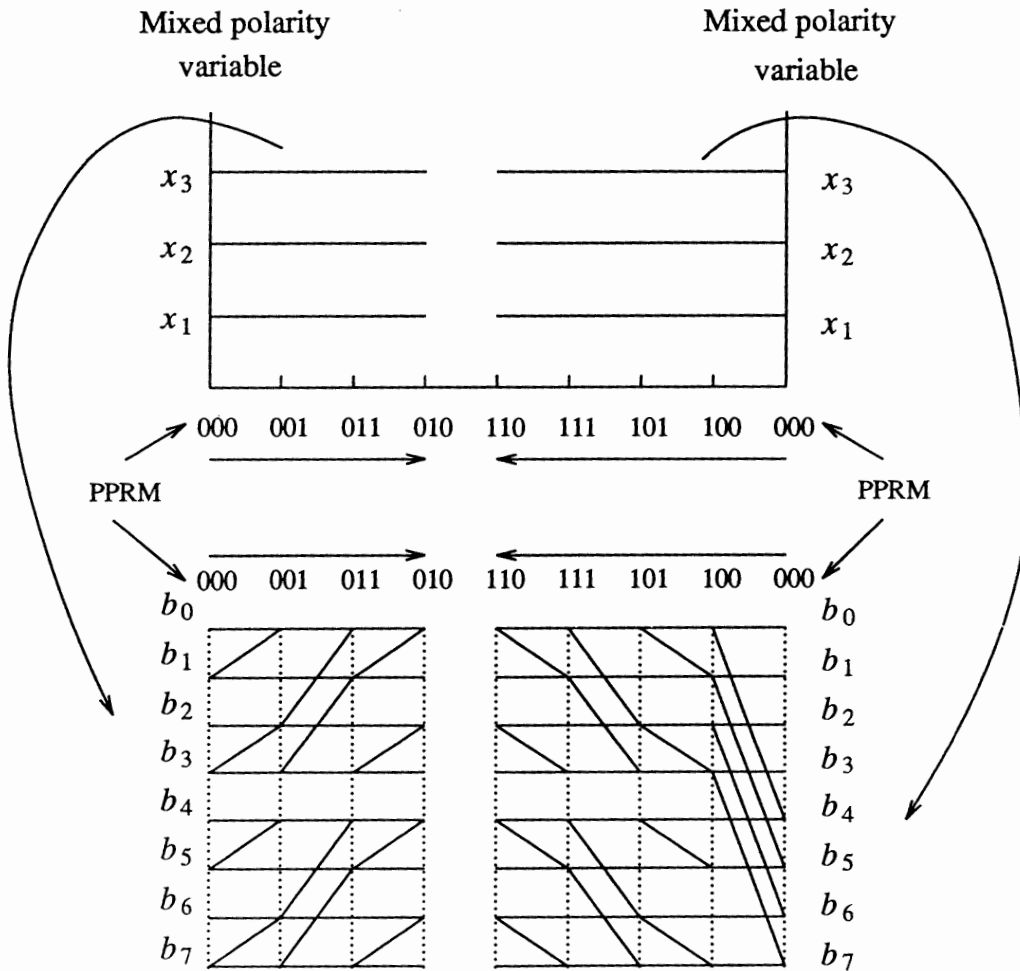 Mixed polarity Mixed polarity
variable variable
x3 x3
x2 x2
x1 x1
000 001 011 010 110 111 101 100 000
PPRM PPRM
000 001 011 010 110 111 101 100 000
b0 b0
b1 b1
b2 b2
b3 b3
b4 b4
b5 b5
b6 b6
b7 b7